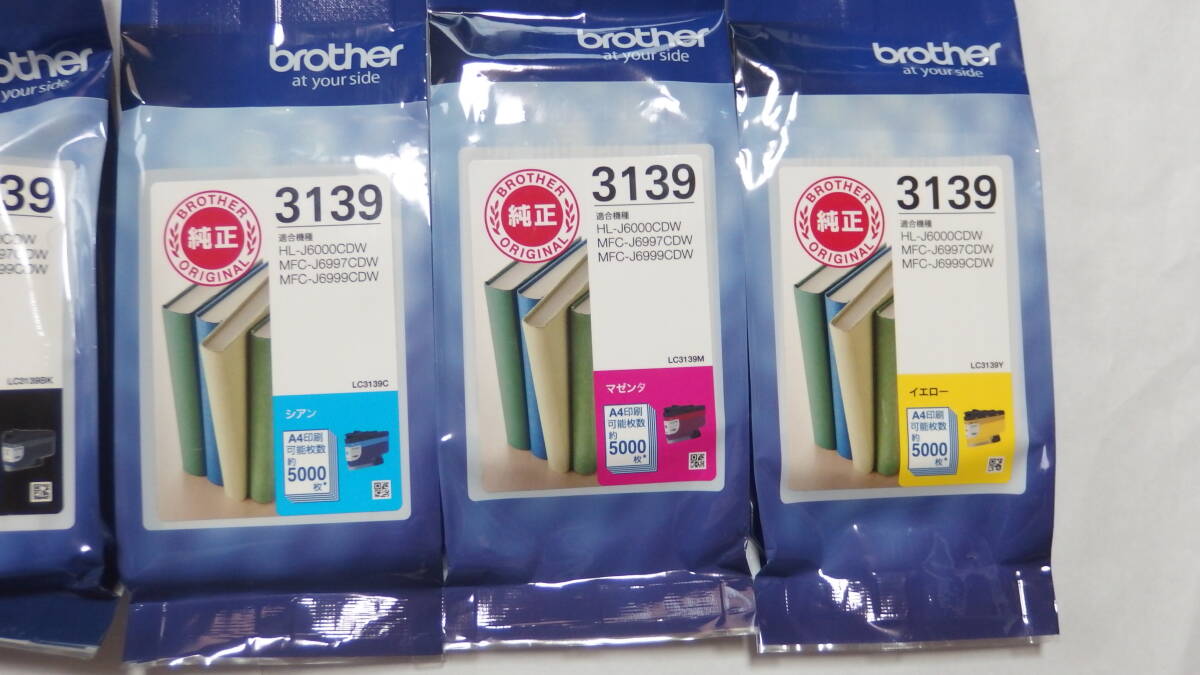 brother
at your side
39
CDW
997CDW
999CDW
LC3139BK
brother
at your side
BROTHER
純正
ORIGINAL
3139
適合機種
HL-J6000CDW
MFC-J6997CDW
MFC-J6999CDW
LC3139C
シアン
A4印刷
可能枚数
約
5000
枚*
brother
at your side
BROTHER
純正
ORIGINAL
3139
適合機種
HL-J6000CDW
MFC-J6997CDW
MFC-J6999CDW
LC3139M
マゼンタ
A4印刷
可能枚数
約
5000
枚*
brother
at your side
BROTHER
純正
ORIGINAL
3139
適合機種
HL-J6000CDW
MFC-J6997CDW
MFC-J6999CDW
LC3139Y
イエロー
A4印刷
可能枚数
約
5000
枚*